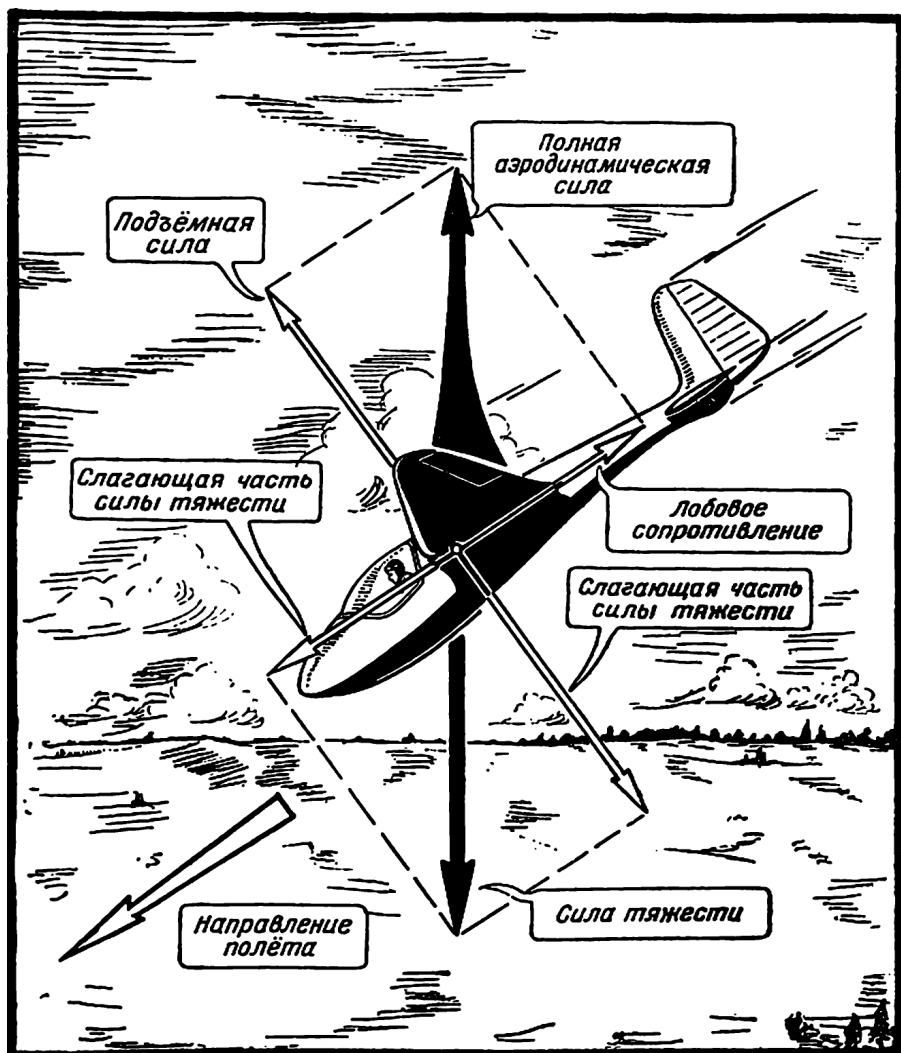 Полная
аэродинамическая
сила
Подъёмная
сила
Слагающая часть
силы тяжести
Лобовое
сопротивление
Слагающая часть
силы тяжести
Сила тяжести
Направление
полёта